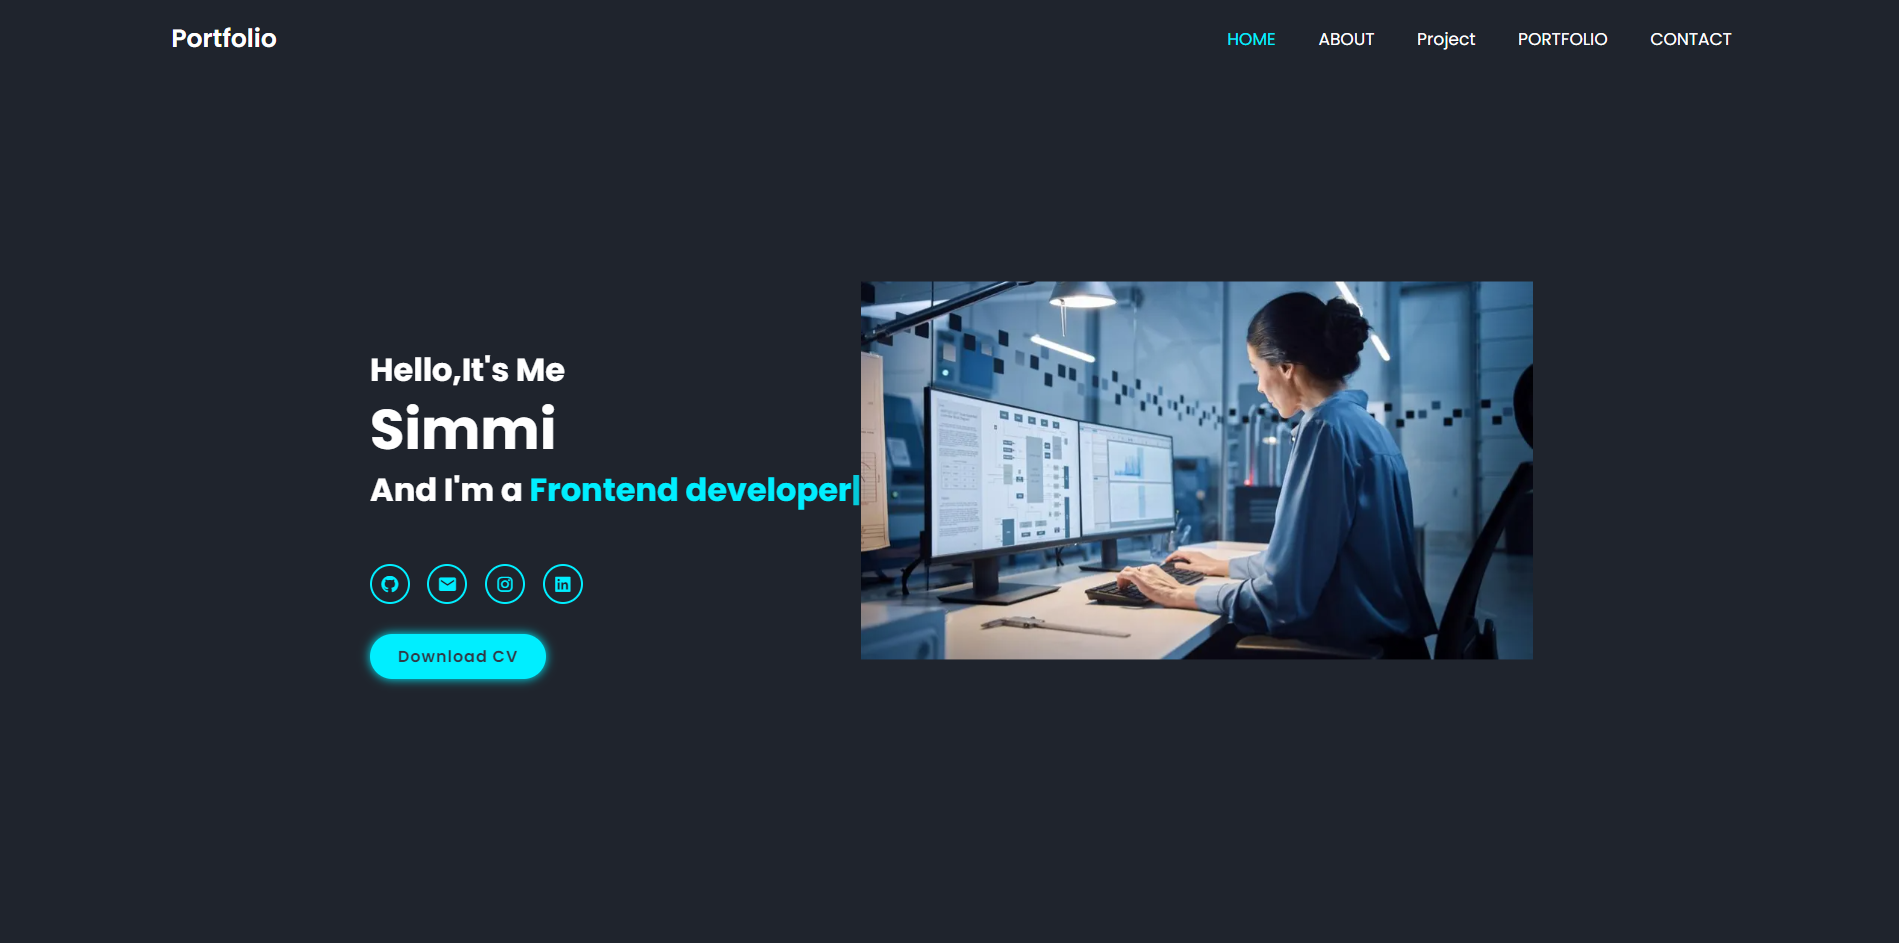 Portfolio
HOME ABOUT Project PORTFOLIO CONTACT
Hello,It's Me
Simmi
And I'm a Frontend developer|
Download CV